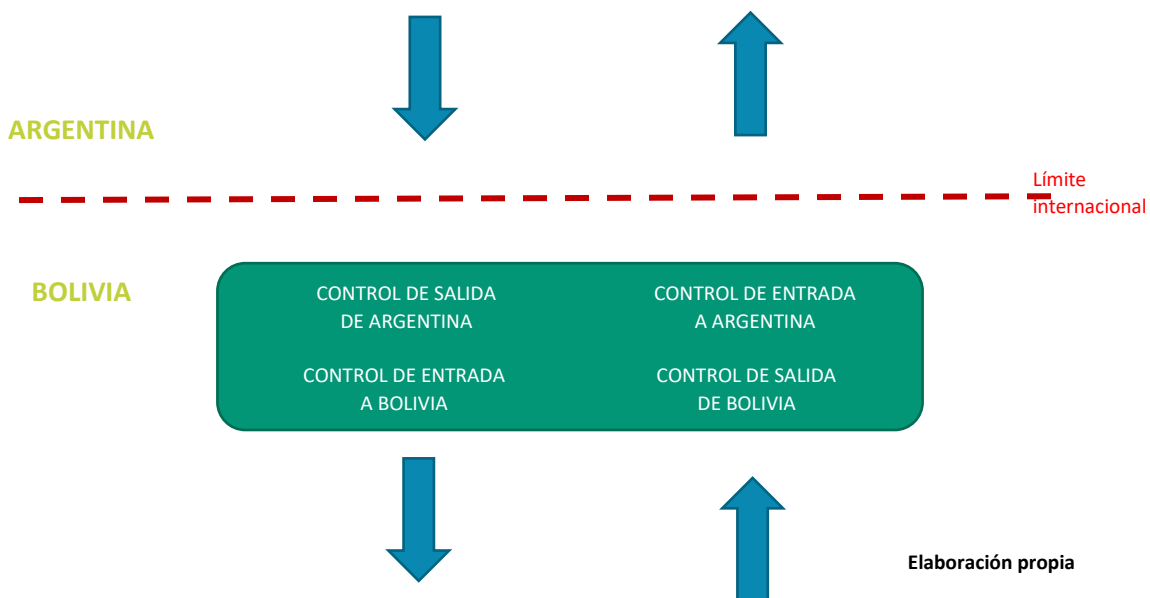 ARGENTINA
Límite
internacional
BOLIVIA
CONTROL DE SALIDA
DE ARGENTINA
CONTROL DE ENTRADA
A BOLIVIA
CONTROL DE ENTRADA
A ARGENTINA
CONTROL DE SALIDA
DE BOLIVIA
Elaboración propia